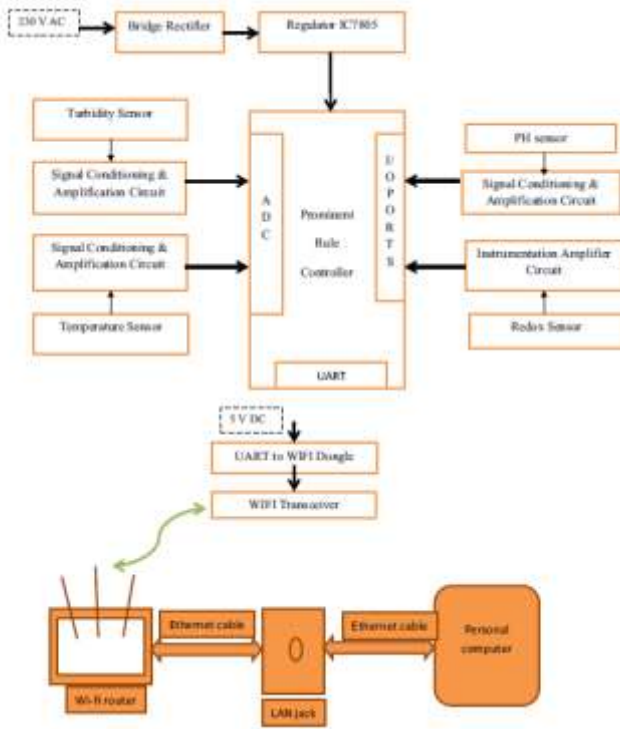 230 V AC
Bridge Rectifier
Regulator IC7805
Turbidity Sensor
Signal Conditioning &
Amplification Circuit
Signal Conditioning &
Amplification Circuit
Temperature Sensor
A
D
C
Prominent
Rule
Controller
I/O PORTS
UART
PH sensor
Signal Conditioning &
Amplification Circuit
Instrumentation Amplifier
Circuit
Redox Sensor
5 V DC
UART to WIFI Dongle
WIFI Transceiver
Ethernet cable
Ethernet cable
Personal
computer
Wi-fi router
LAN jack